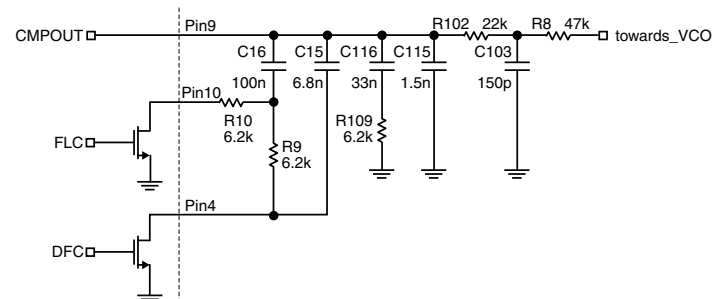 R102 22k R8 47k
CMPOUT Pin9 towards_VCO
C16 C15 C116 C115 C103
100n 6.8n 33n 1.5n 150p
Pin10
R10
6.2k
R109
6.2k
FLC
R9
6.2k
Pin4
DFC